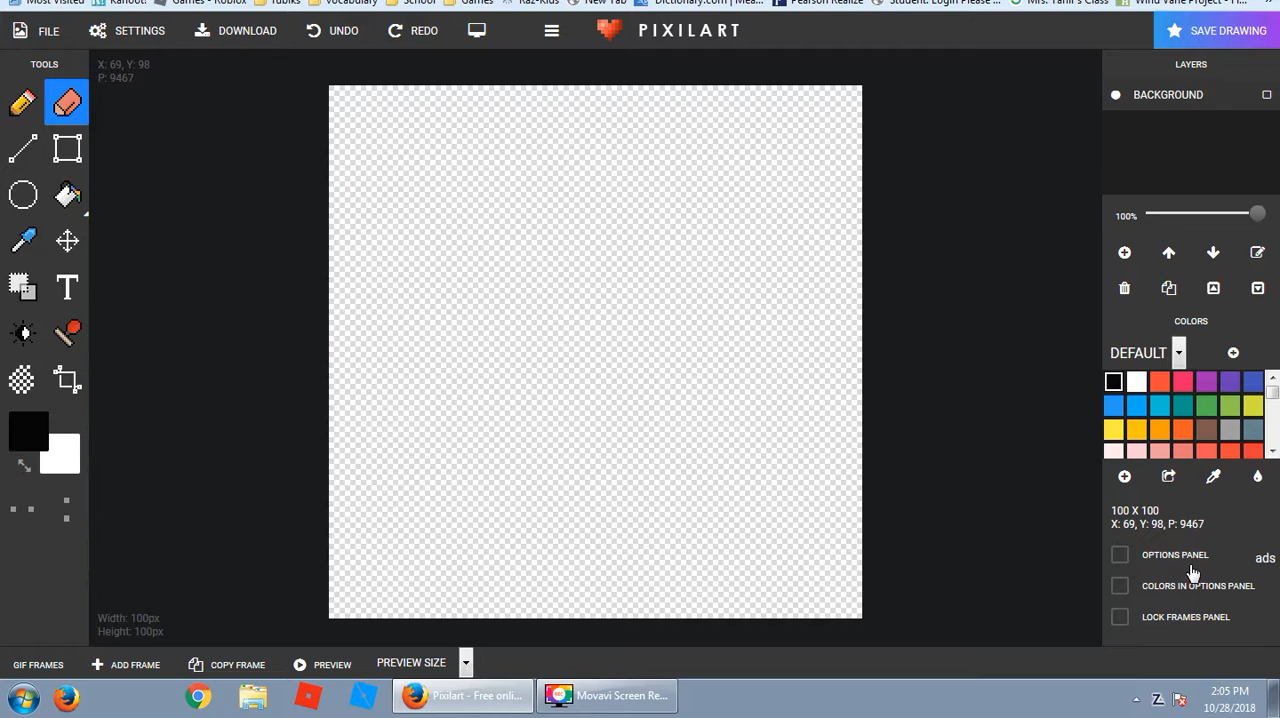 Most Visited Kahoot! Games - Roblox Tubiks Vocabulary School Games Raz-Kids New Tab Dictionary.com | Mea... Pearson Realize Student: Login Please ... Mrs. Tahir's Class Wind Vane Project - Fi...
FILE SETTINGS DOWNLOAD UNDO REDO PIXILART SAVE DRAWING
TOOLS
X: 69, Y: 98
P: 9467
LAYERS
BACKGROUND
100%
COLORS
DEFAULT
100 X 100
X: 69, Y: 98, P: 9467
OPTIONS PANEL
ads
COLORS IN OPTIONS PANEL
LOCK FRAMES PANEL
Width: 100px
Height: 100px
GIF FRAMES ADD FRAME COPY FRAME PREVIEW PREVIEW SIZE
Pixilart - Free onli... Movavi Screen Re...
2:05 PM
10/28/2018